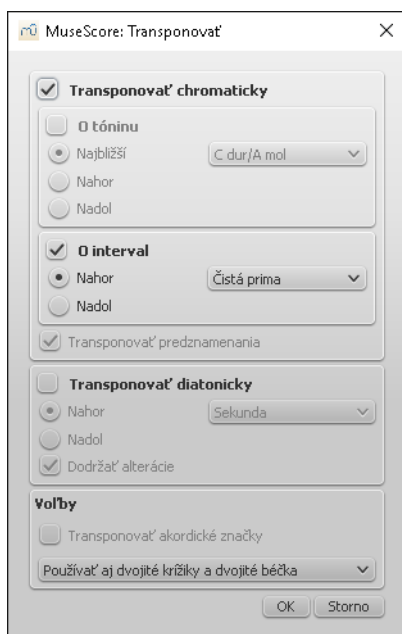 MuseScore: Transponovať
Transponovať chromaticky
O tóninu
Najbližší C dur/A mol
Nahor
Nadol
O interval
Nahor Čistá prima
Nadol
Transponovať predznamenania
Transponovať diatonicky
Nahor Sekunda
Nadol
Dodržať alterácie
Voľby
Transponovať akordické značky
Používať aj dvojité krížiky a dvojité béčka
OK Storno